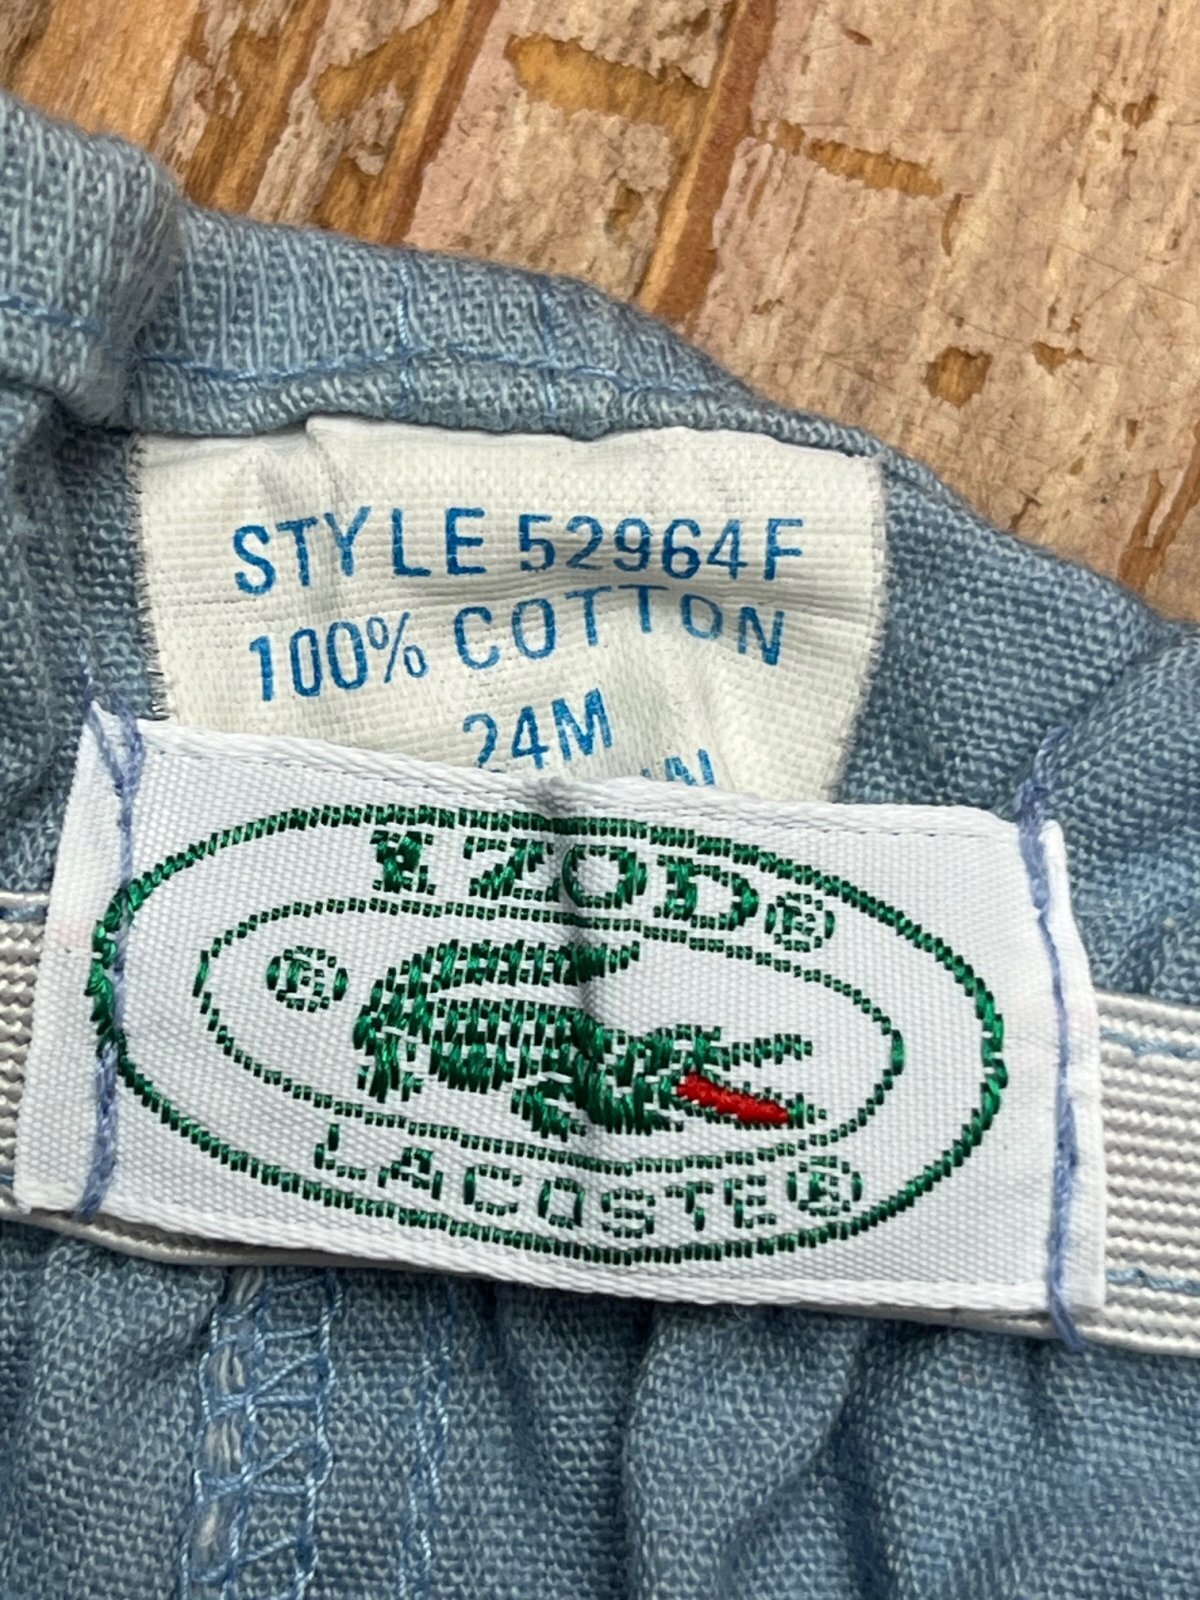 STYLE 52964F
100% COTTON
24M
IZOD®
®
LACOSTE®